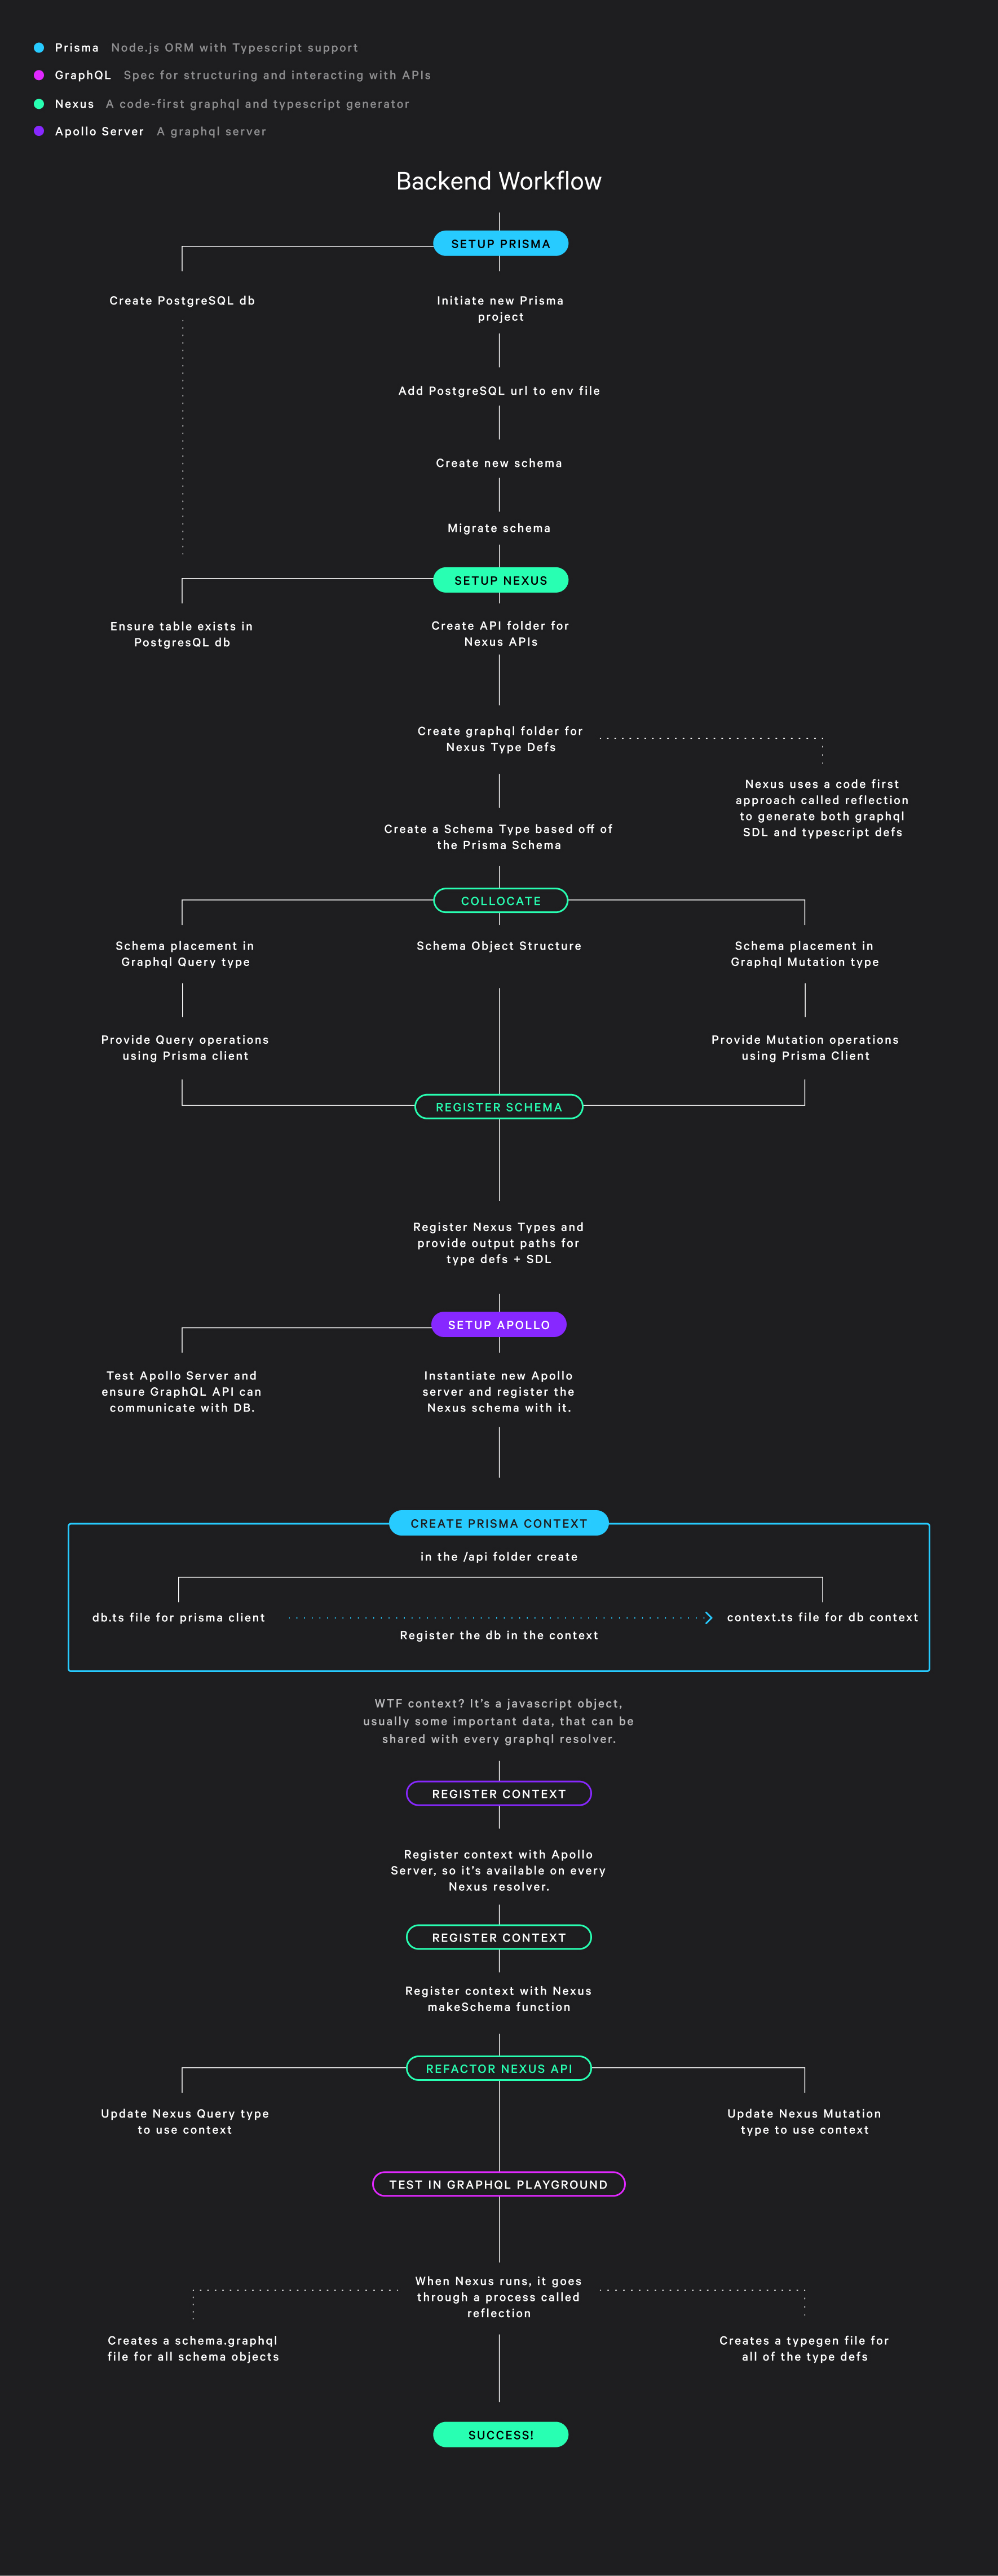 Prisma Node.js ORM with Typescript support
GraphQL Spec for structuring and interacting with APIs
Nexus A code-first graphql and typescript generator
Apollo Server A graphql server
Backend Workflow
SETUP PRISMA
Create PostgreSQL db
Initiate new Prisma
project
Add PostgreSQL url to env file
Create new schema
Migrate schema
SETUP NEXUS
Ensure table exists in
PostgresQL db
Create API folder for
Nexus APIs
Create graphql folder for
Nexus Type Defs
Nexus uses a code first
approach called reflection
to generate both graphql
SDL and typescript defs
Create a Schema Type based off of
the Prisma Schema
COLLOCATE
Schema placement in
Graphql Query type
Schema Object Structure
Schema placement in
Graphql Mutation type
Provide Query operations
using Prisma client
Provide Mutation operations
using Prisma Client
REGISTER SCHEMA
Register Nexus Types and
provide output paths for
type defs + SDL
SETUP APOLLO
Test Apollo Server and
ensure GraphQL API can
communicate with DB.
Instantiate new Apollo
server and register the
Nexus schema with it.
CREATE PRISMA CONTEXT
in the /api folder create
db.ts file for prisma client
context.ts file for db context
Register the db in the context
WTF context? It's a javascript object,
usually some important data, that can be
shared with every graphql resolver.
REGISTER CONTEXT
Register context with Apollo
Server, so it's available on every
Nexus resolver.
REGISTER CONTEXT
Register context with Nexus
makeSchema function
REFACTOR NEXUS API
Update Nexus Query type
to use context
Update Nexus Mutation
type to use context
TEST IN GRAPHQL PLAYGROUND
When Nexus runs, it goes
through a process called
reflection
Creates a schema.graphql
file for all schema objects
Creates a typegen file for
all of the type defs
SUCCESS!